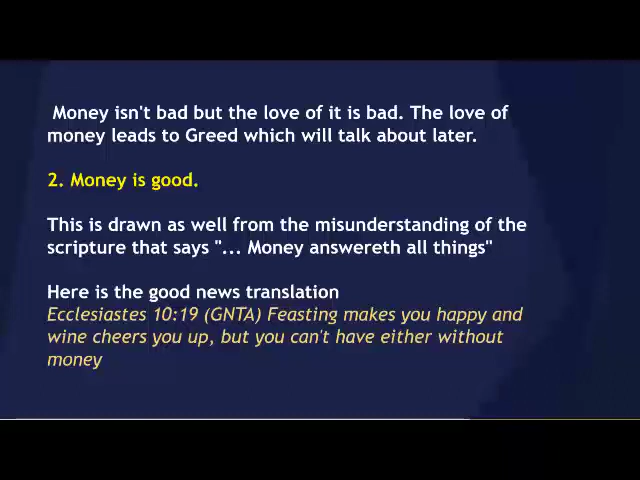 Money isn't bad but the love of it is bad. The love of
money leads to Greed which will talk about later.
2. Money is good.
This is drawn as well from the misunderstanding of the
scripture that says "... Money answereth all things"
Here is the good news translation
Ecclesiastes 10:19 (GNTA) Feasting makes you happy and
wine cheers you up, but you can't have either without
money